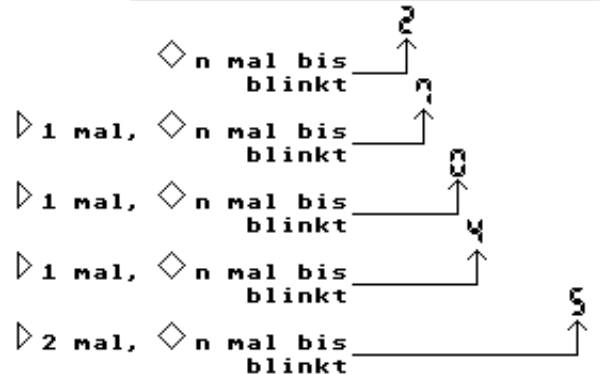 2
◇ n mal bis
blinkt
7
▷ 1 mal, ◇ n mal bis
blinkt
0
▷ 1 mal, ◇ n mal bis
blinkt
4
▷ 1 mal, ◇ n mal bis
blinkt
5
▷ 2 mal, ◇ n mal bis
blinkt